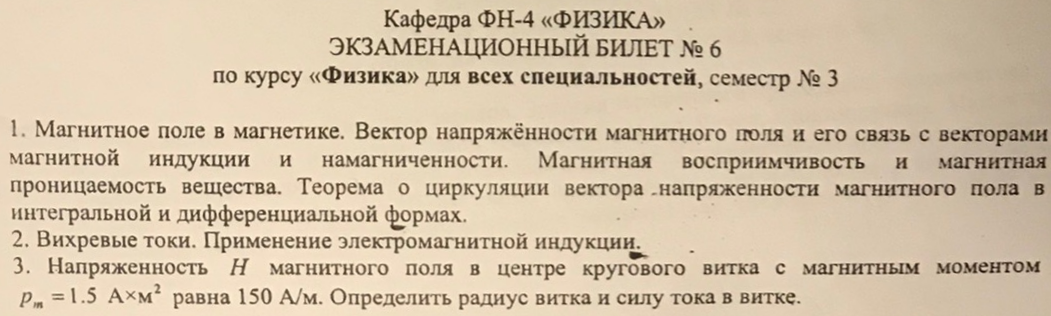 Кафедра ФН-4 «ФИЗИКА»
ЭКЗАМЕНАЦИОННЫЙ БИЛЕТ № 6
по курсу «Физика» для всех специальностей, семестр № 3
1. Магнитное поле в магнетике. Вектор напряжённости магнитного поля и его связь с векторами
магнитной индукции и намагниченности. Магнитная восприимчивость и магнитная
проницаемость вещества. Теорема о циркуляции вектора напряженности магнитного пола в
интегральной и дифференциальной формах.
2. Вихревые токи. Применение электромагнитной индукции.
3. Напряженность H магнитного поля в центре кругового витка с магнитным моментом
pₘ = 1.5 А×м² равна 150 А/м. Определить радиус витка и силу тока в витке.